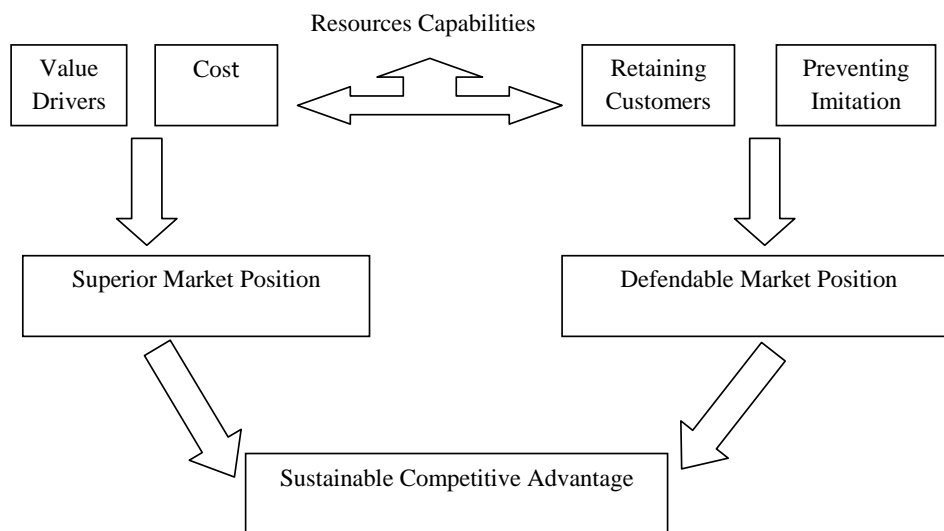 Resources Capabilities
Value
Drivers
Cost
Retaining
Customers
Preventing
Imitation
Superior Market Position
Defendable Market Position
Sustainable Competitive Advantage